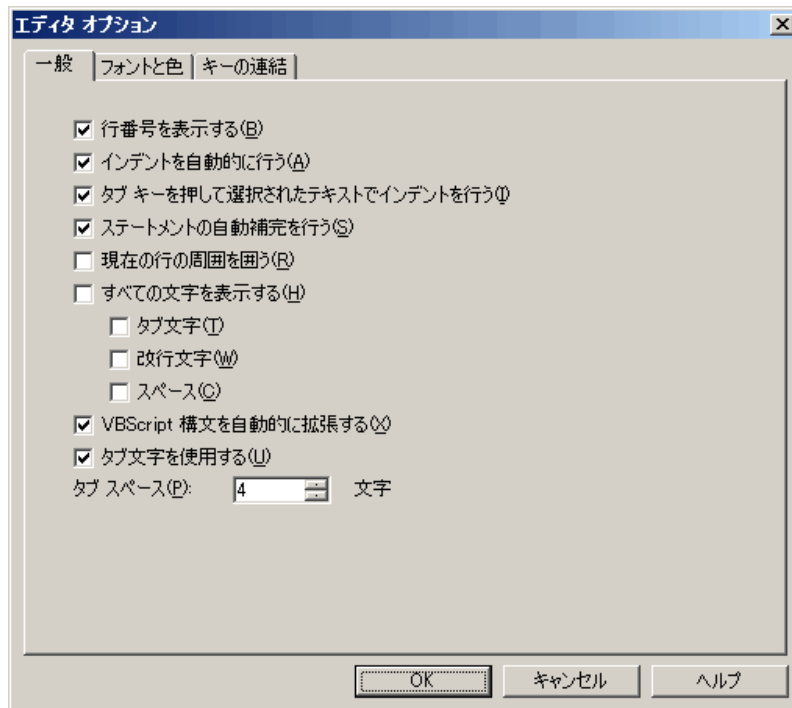 エディタ オプション
一般 フォントと色 キーの連結
行番号を表示する(B)
インデントを自動的に行う(A)
タブ キーを押して選択されたテキストでインデントを行う(I)
ステートメントの自動補完を行う(S)
現在の行の周囲を囲う(R)
すべての文字を表示する(H)
タブ文字(T)
改行文字(W)
スペース(C)
VBScript 構文を自動的に拡張する(X)
タブ文字を使用する(U)
タブ スペース(P): 4 文字
OK キャンセル ヘルプ